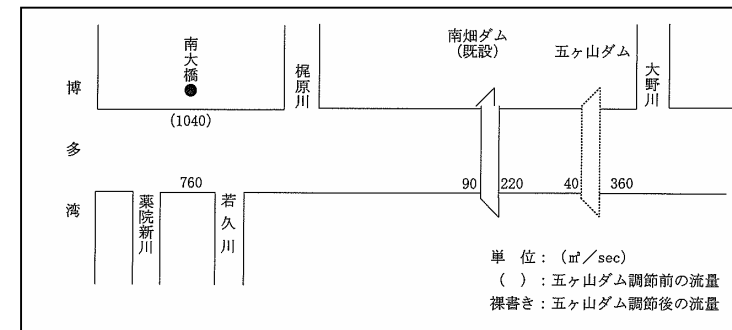 南大橋
(1040)
梶原川
南畑ダム
(既設)
五ヶ山ダム
大野川
博多湾
760
薬院新川
若久川
90
220
40
360
単 位:(㎥/sec)
( ):五ヶ山ダム調節前の流量
裸書き:五ヶ山ダム調節後の流量